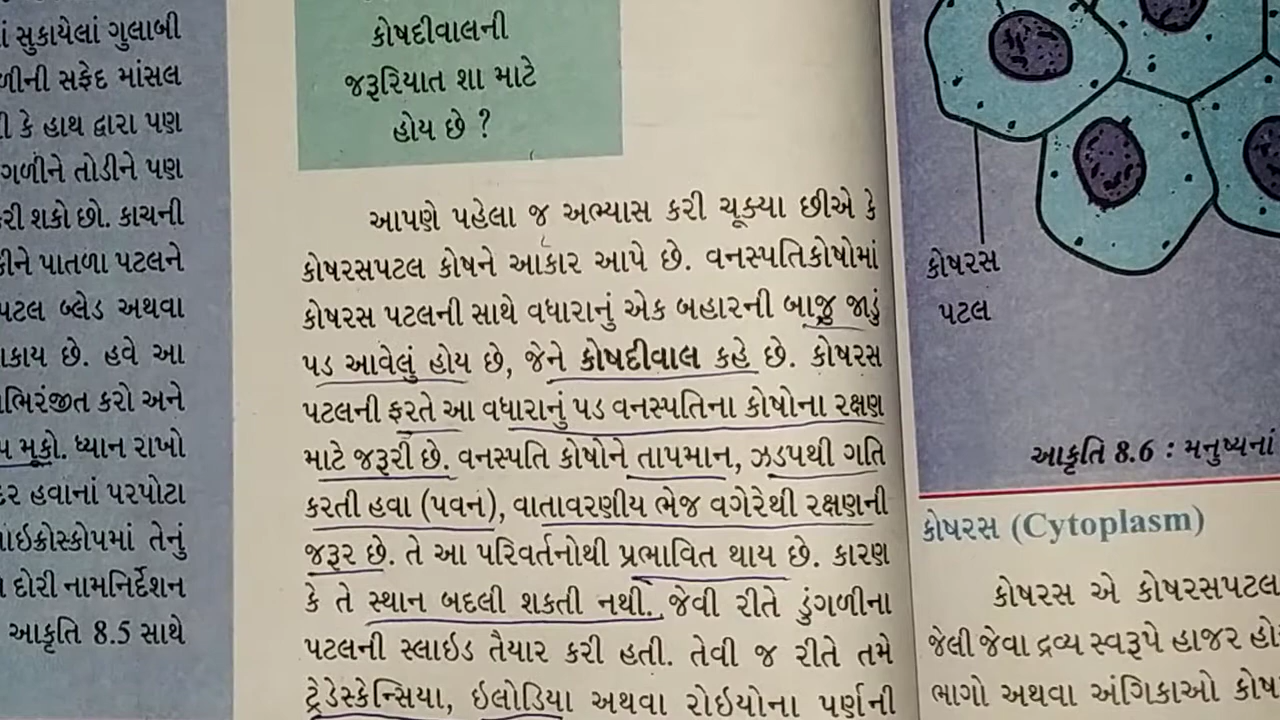 સુકાયેલાં ગુલાબી
સફેદ માંસલ
કે હાથ દ્વારા પણ
તોડીને પણ
શકો છો. કાચની
પાતળા પટલને
પટલ બ્લેડ અથવા
છે. હવે આ
કરો અને
મૂકો. ધ્યાન રાખો
હવાનાં પરપોટા
તેનું
દોરી નામનિર્દેશન
આકૃતિ 8.5 સાથે
કોષદીવાલની
જરૂરિયાત શા માટે
હોય છે ?
આપણે પહેલા જ અભ્યાસ કરી ચૂક્યા છીએ કે
કોષરસપટલ કોષને આકાર આપે છે. વનસ્પતિકોષોમાં
કોષરસ પટલની સાથે વધારાનું એક બહારની બાજુ જાડું
પડ આવેલું હોય છે, જેને કોષદીવાલ કહે છે. કોષરસ
પટલની ફરતે આ વધારાનું પડ વનસ્પતિના કોષોના રક્ષણ
માટે જરૂરી છે. વનસ્પતિ કોષોને તાપમાન, ઝડપથી ગતિ
કરતી હવા (પવન), વાતાવરણીય ભેજ વગેરેથી રક્ષણની
જરૂર છે. તે આ પરિવર્તનોથી પ્રભાવિત થાય છે. કારણ
કે તે સ્થાન બદલી શકતી નથી. જેવી રીતે ડુંગળીના
પટલની સ્લાઇડ તૈયાર કરી હતી. તેવી જ રીતે તમે
ટ્રેડેસ્કેન્સિયા, ઇલોડિયા અથવા રોઇયોના પર્ણની
કોષરસ
પટલ
આકૃતિ 8.6 : મનુષ્યનાં
કોષરસ (Cytoplasm)
કોષરસ એ કોષરસપટલ
જેલી જેવા દ્રવ્ય સ્વરૂપે હાજર
ભાગો અથવા અંગિકાઓ